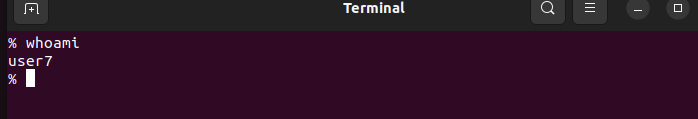 Terminal
% whoami
user7
%